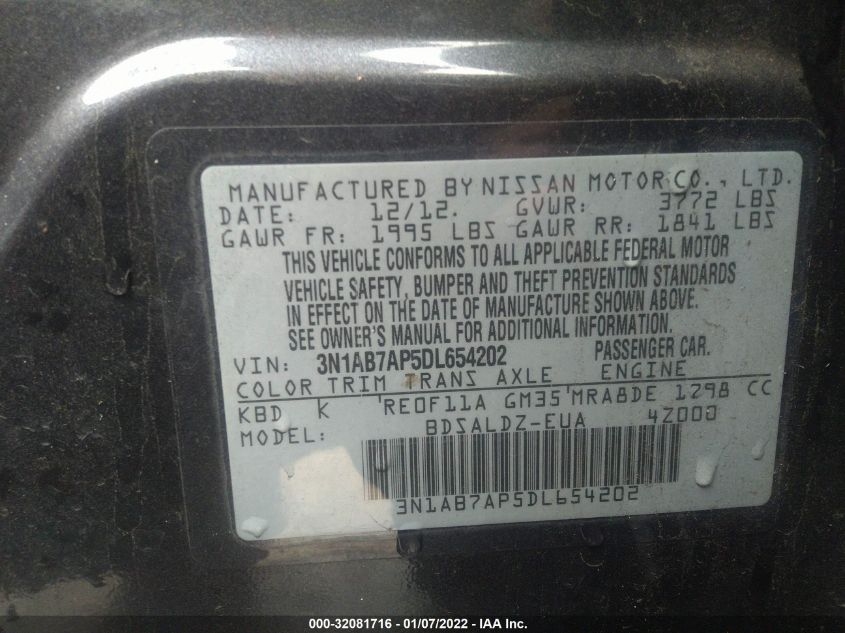 MANUFACTURED BY NISSAN MOTOR CO., LTD.
DATE: 12/12. GVWR: 3772 LBS
GAWR FR: 1995 LBS GAWR RR: 1841 LBS
THIS VEHICLE CONFORMS TO ALL APPLICABLE FEDERAL MOTOR
VEHICLE SAFETY, BUMPER AND THEFT PREVENTION STANDARDS
IN EFFECT ON THE DATE OF MANUFACTURE SHOWN ABOVE.
SEE OWNER'S MANUAL FOR ADDITIONAL INFORMATION.
VIN: 3N1AB7AP5DL654202 PASSENGER CAR.
COLOR TRIM TRANS AXLE ENGINE
KBD K 'RE0F11A GM35'MRA8DE 1798 CC
MODEL: BDSALDZ-EUA 4Z000
3N1AB7AP5DL654202
000-32081716 - 01/07/2022 - IAA Inc.